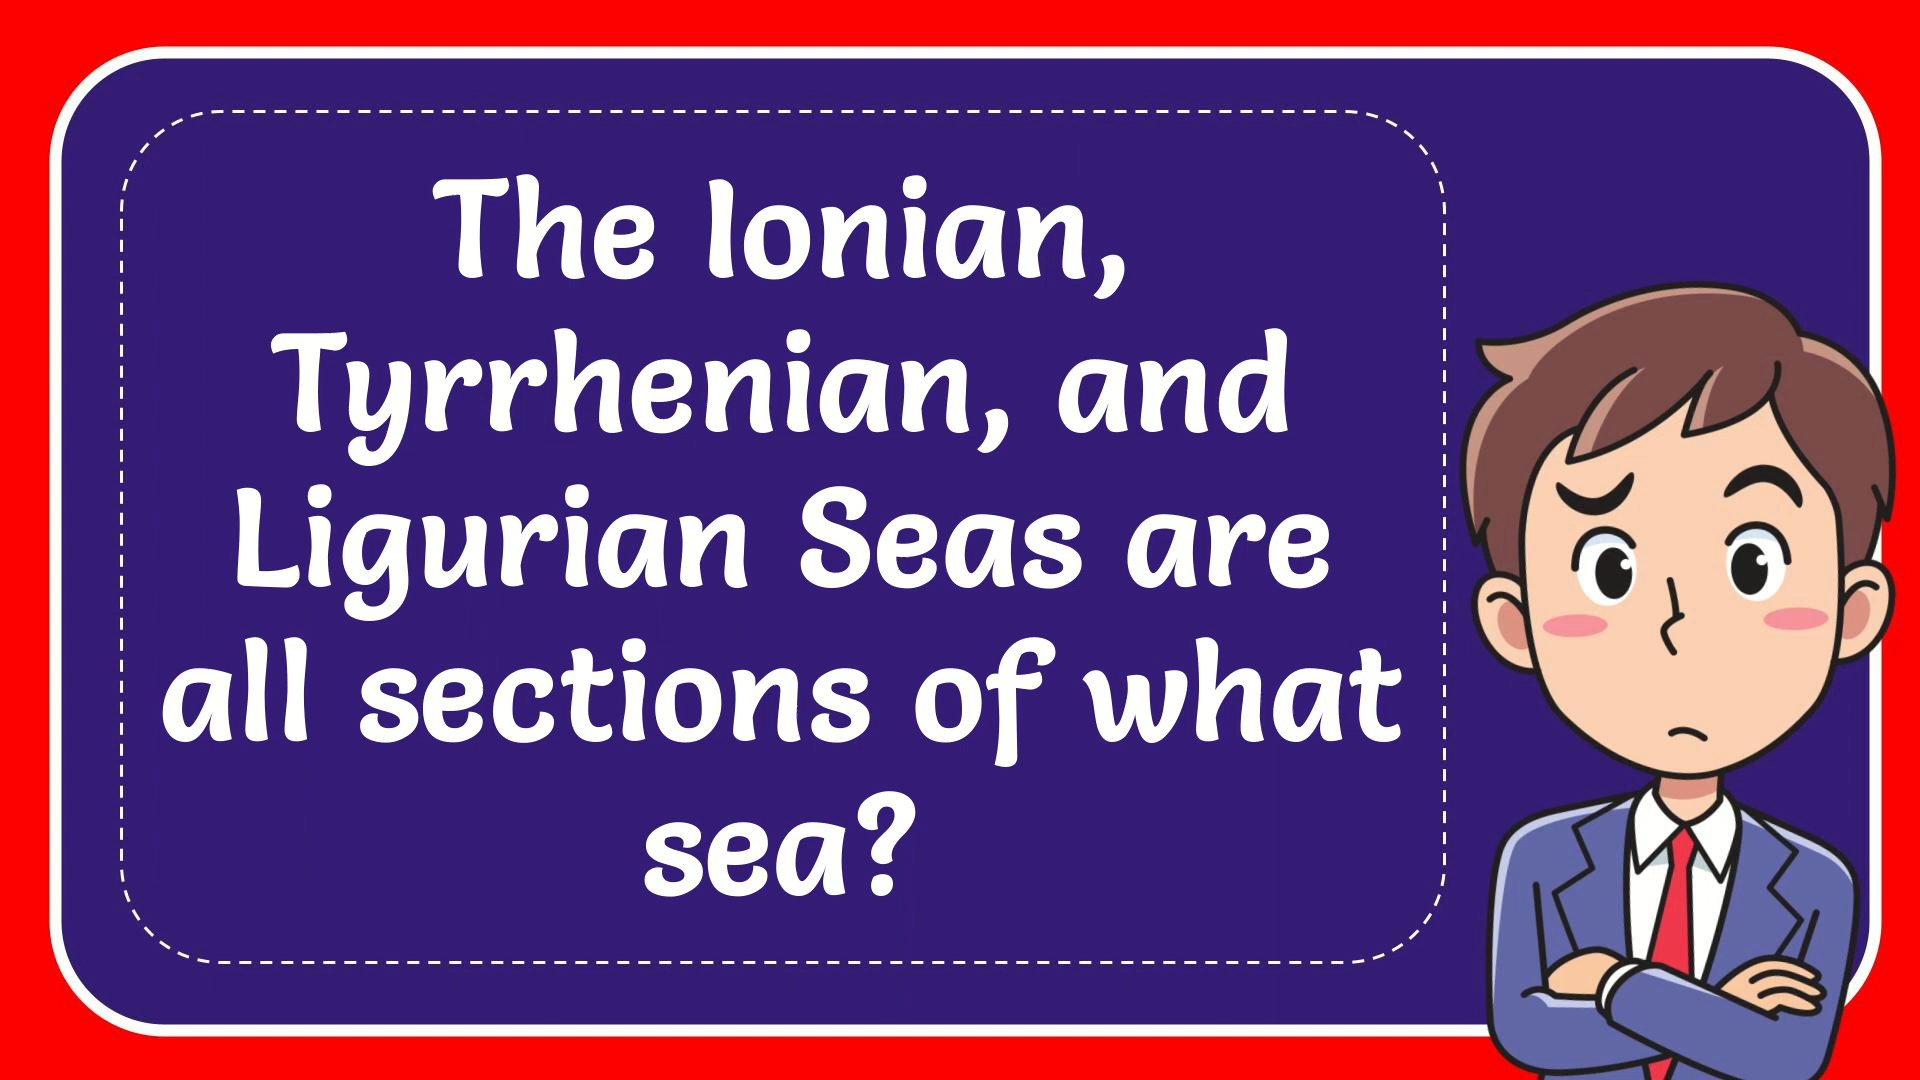 The Ionian,
Tyrrhenian, and
Ligurian Seas are
all sections of what
sea?